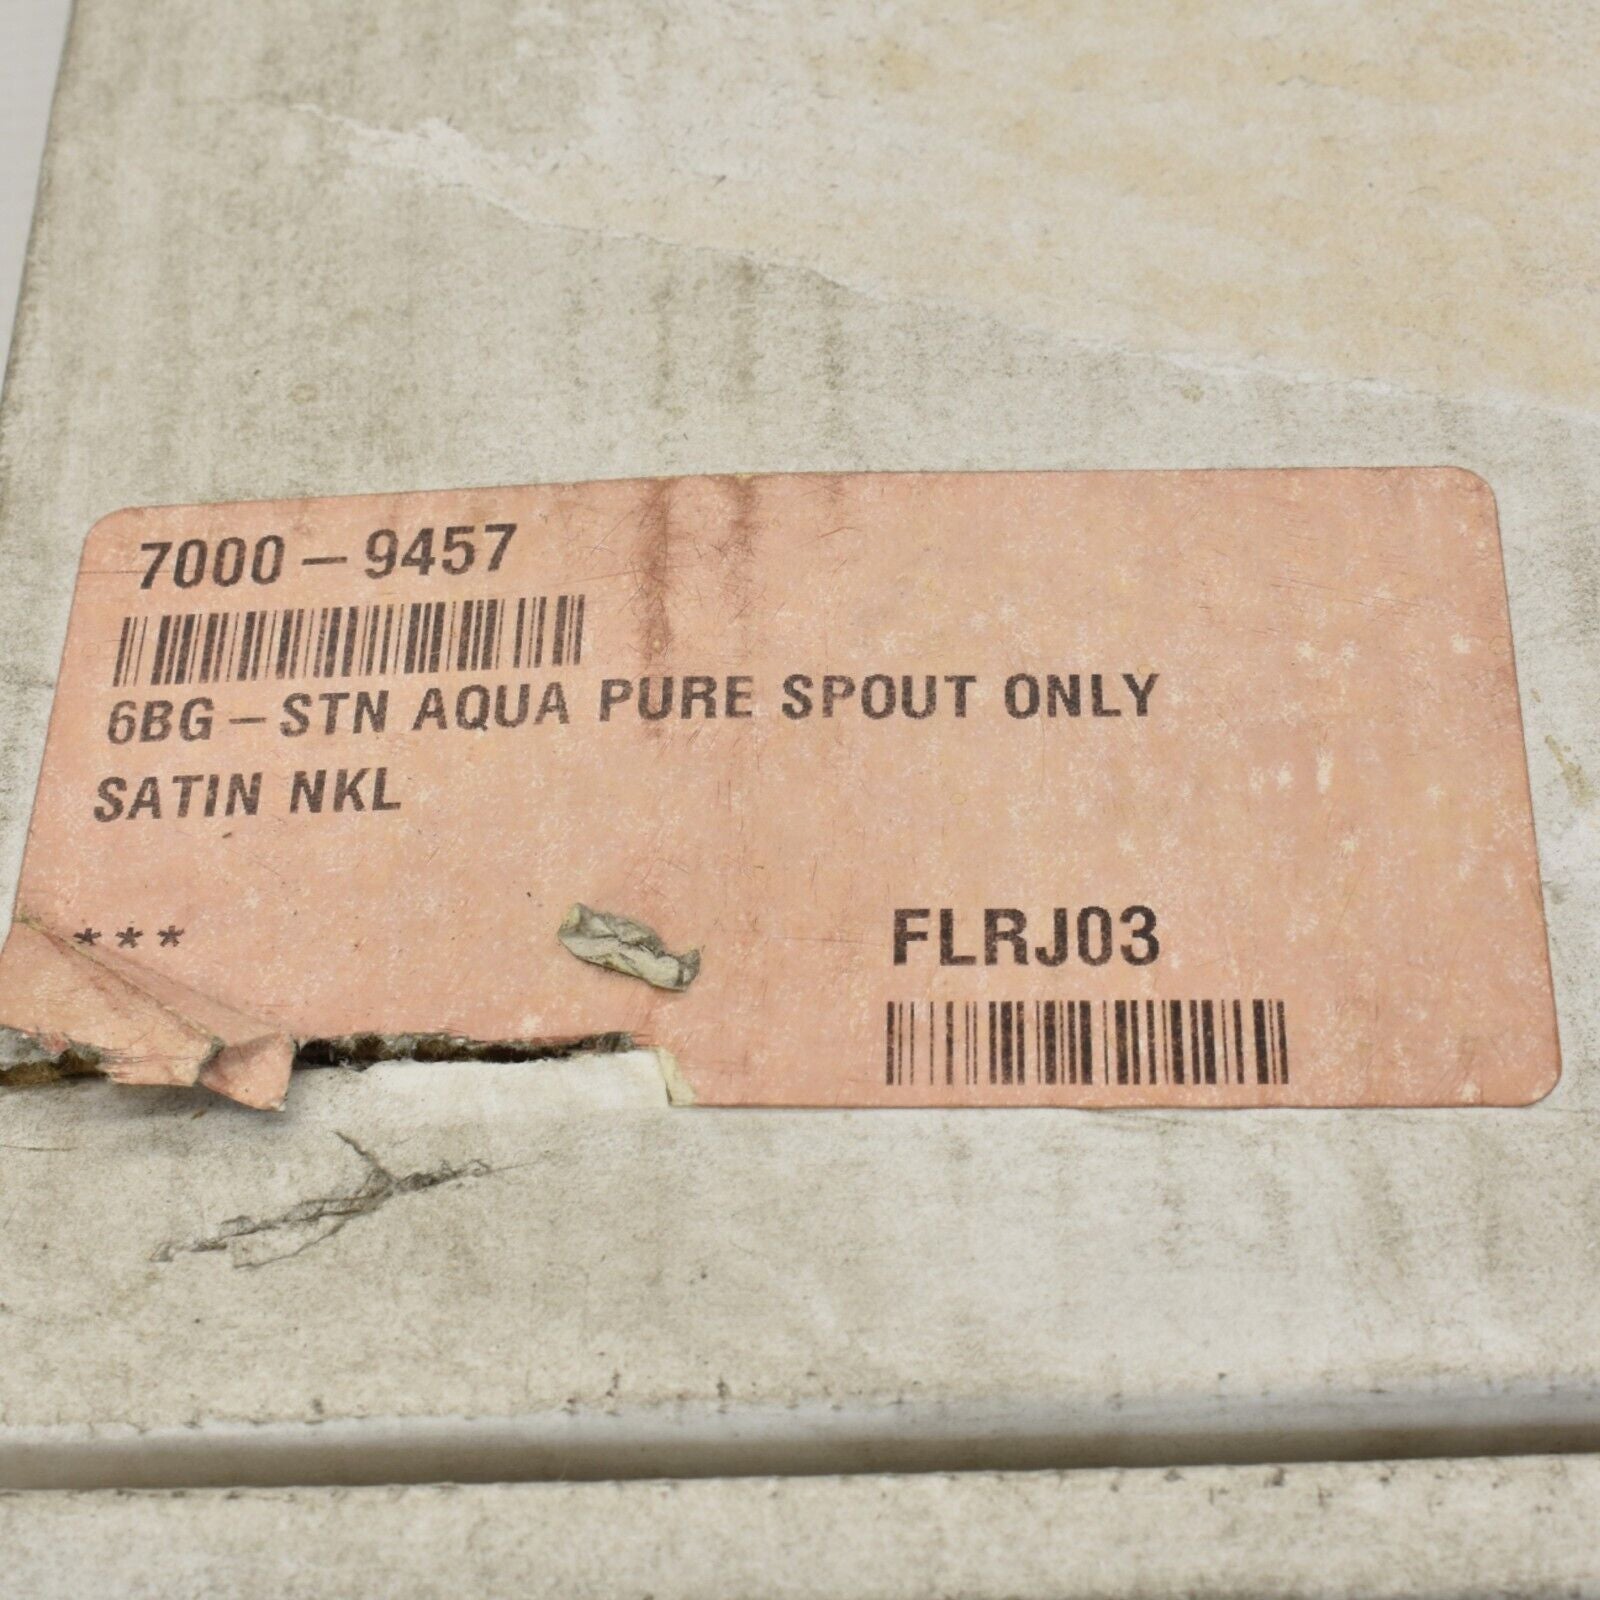 7000-9457
6BG-STN AQUA PURE SPOUT ONLY
SATIN NKL
***
FLRJ03